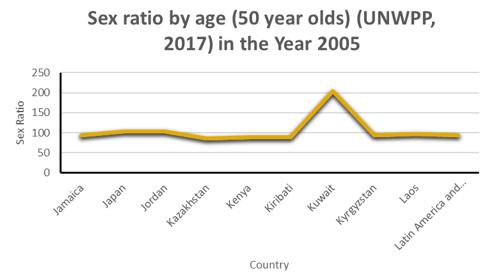 Sex ratio by age (50 year olds) (UNWPP,
2017) in the Year 2005
250
200
150
100
50
0
Sex Ratio
Jamaica
Japan
Jordan
Kazakhstan
Kenya
Kiribati
Kuwait
Kyrgyzstan
Laos
Latin America and...
Country